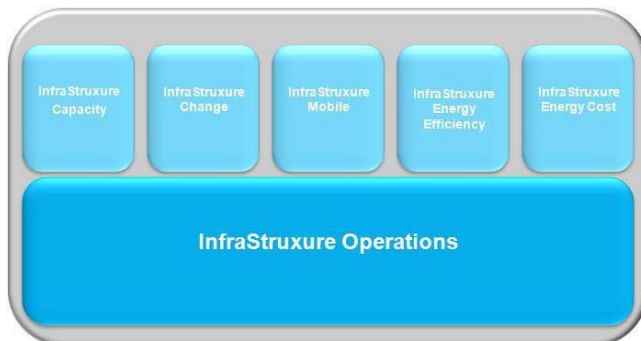 InfraStruxure
Capacity
InfraStruxure
Change
InfraStruxure
Mobile
InfraStruxure
Energy
Efficiency
InfraStruxure
Energy Cost
InfraStruxure Operations